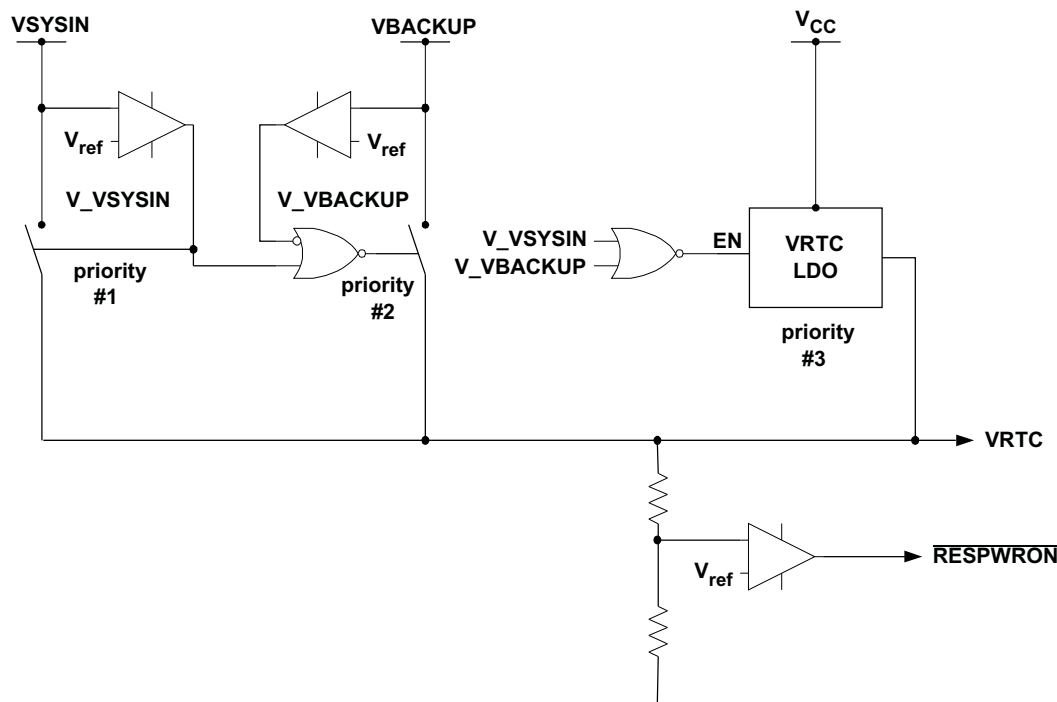 VSYSIN
VBACKUP
VCC
Vref
Vref
V_VSYSIN
V_VBACKUP
priority
#1
priority
#2
V_VSYSIN
V_VBACKUP
EN
VRTC
LDO
priority
#3
VRTC
Vref
RESPWRON